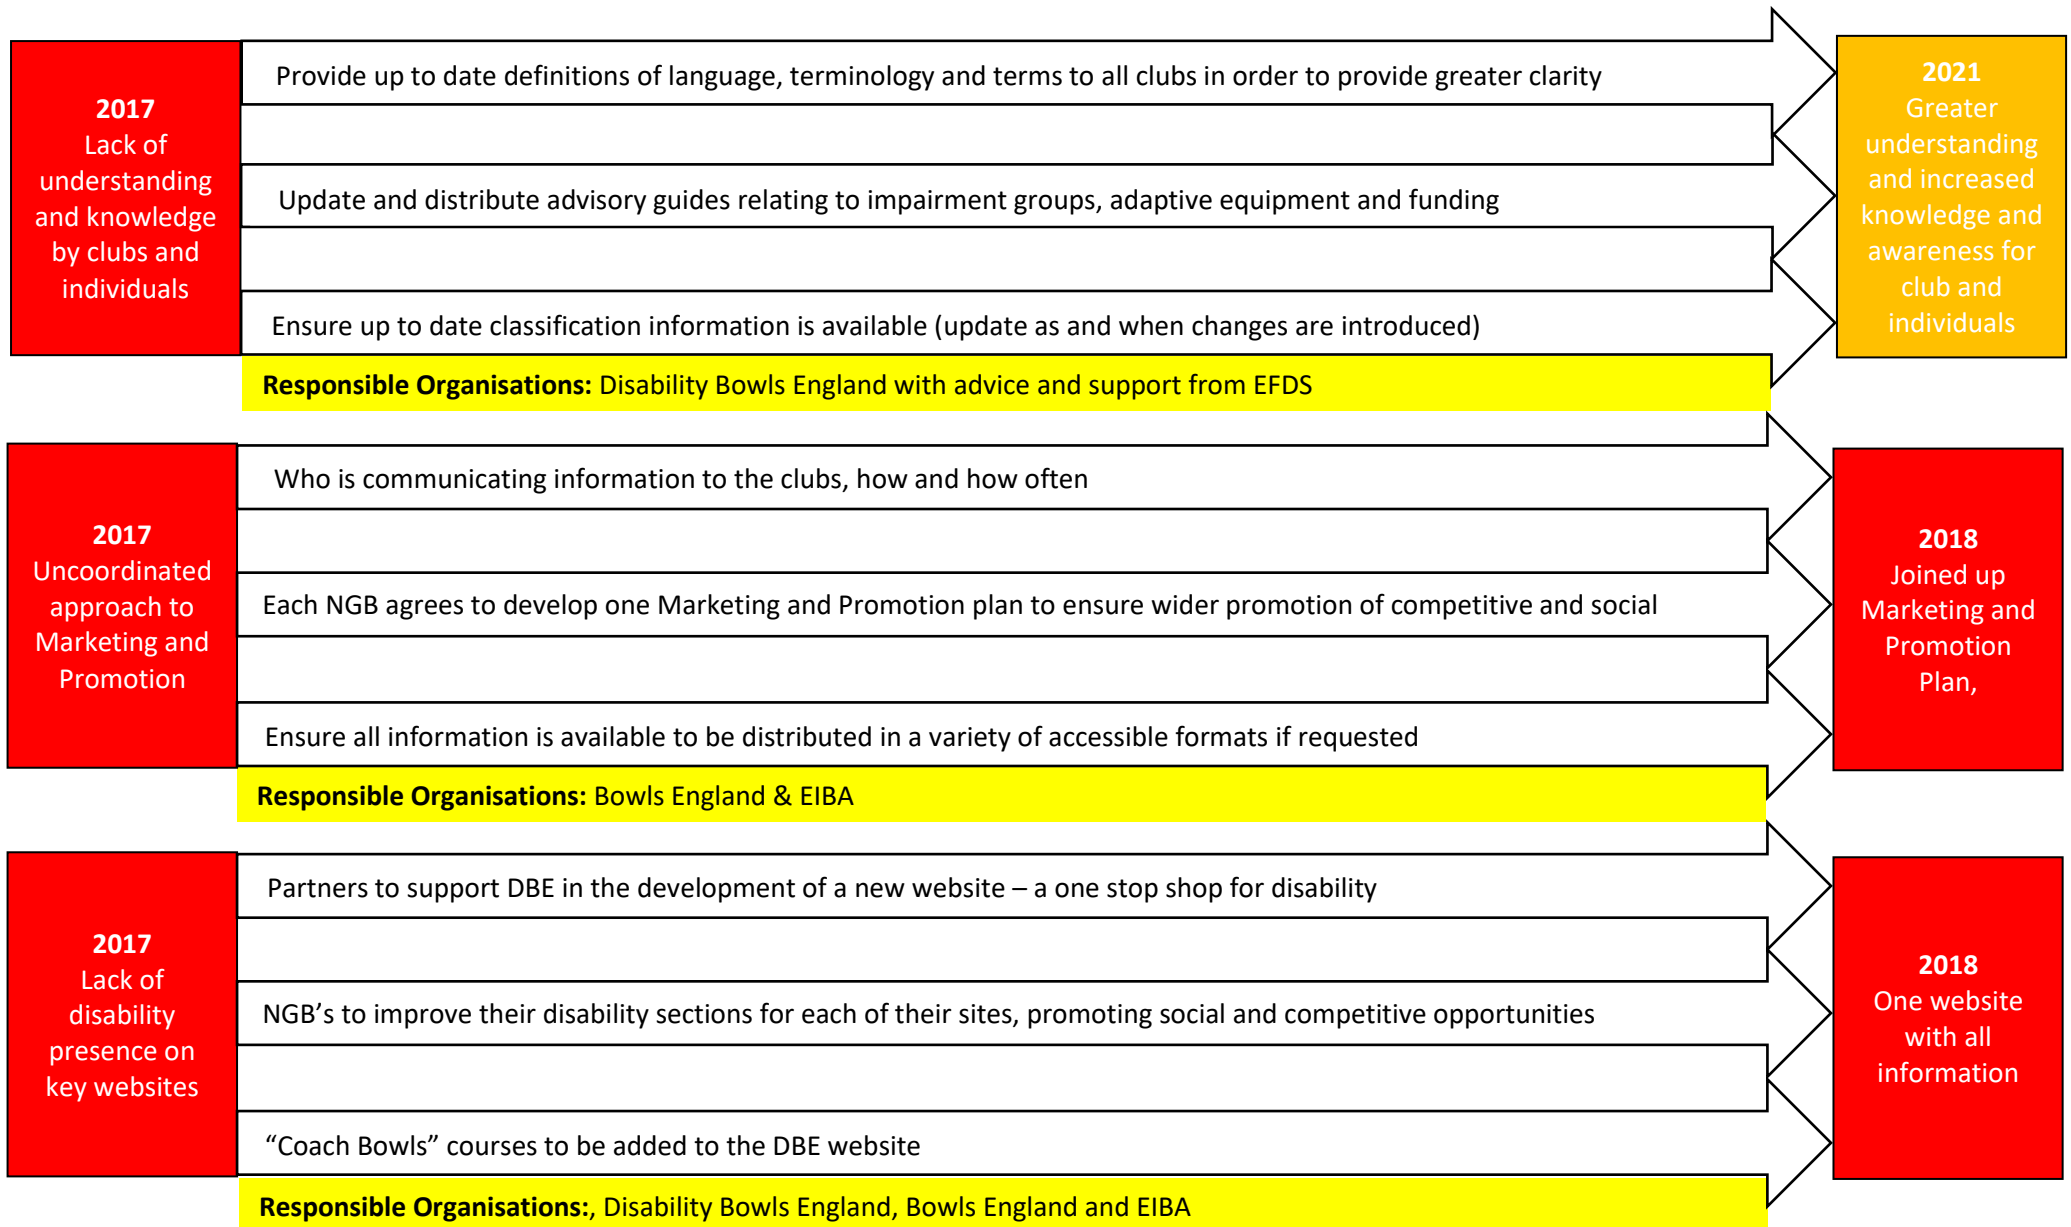 2017
Lack of
understanding
and knowledge
by clubs and
individuals
Provide up to date definitions of language, terminology and terms to all clubs in order to provide greater clarity
Update and distribute advisory guides relating to impairment groups, adaptive equipment and funding
Ensure up to date classification information is available (update as and when changes are introduced)
Responsible Organisations: Disability Bowls England with advice and support from EFDS
2021
Greater
understanding
and increased
knowledge and
awareness for
club and
individuals
2017
Uncoordinated
approach to
Marketing and
Promotion
Who is communicating information to the clubs, how and how often
Each NGB agrees to develop one Marketing and Promotion plan to ensure wider promotion of competitive and social
Ensure all information is available to be distributed in a variety of accessible formats if requested
Responsible Organisations: Bowls England & EIBA
2018
Joined up
Marketing and
Promotion
Plan,
2017
Lack of
disability
presence on
key websites
Partners to support DBE in the development of a new website – a one stop shop for disability
NGB’s to improve their disability sections for each of their sites, promoting social and competitive opportunities
“Coach Bowls” courses to be added to the DBE website
Responsible Organisations:, Disability Bowls England, Bowls England and EIBA
2018
One website
with all
information